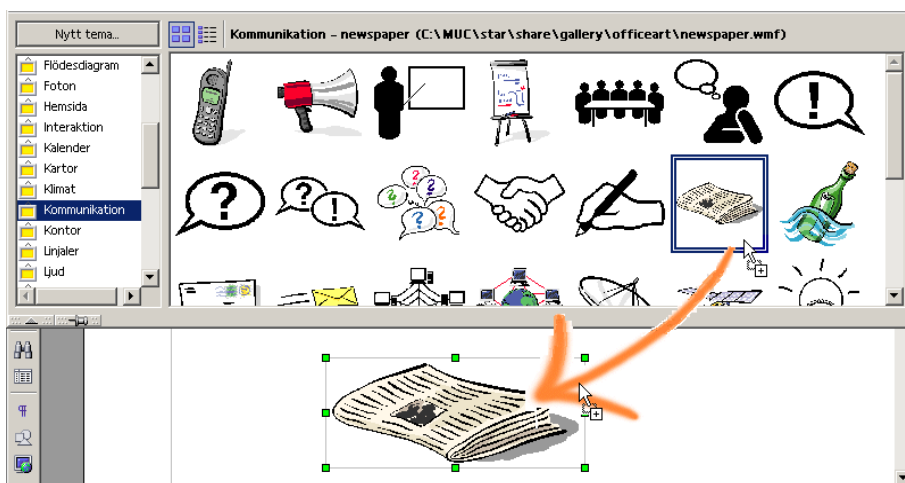 Nytt tema...
Kommunikation – newspaper (C:\MUC\star\share\gallery\officeart\newspaper.wmf)
Flödesdiagram
Foton
Hemsida
Interaktion
Kalender
Kartor
Klimat
Kommunikation
Kontor
Linjaler
Ljud